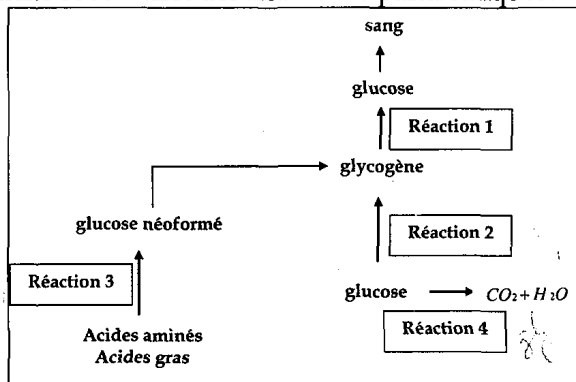 sang
glucose
Réaction 1
glycogène
glucose néoformé
Réaction 2
Réaction 3
glucose
CO2 + H2O
Réaction 4
Acides aminés
Acides gras